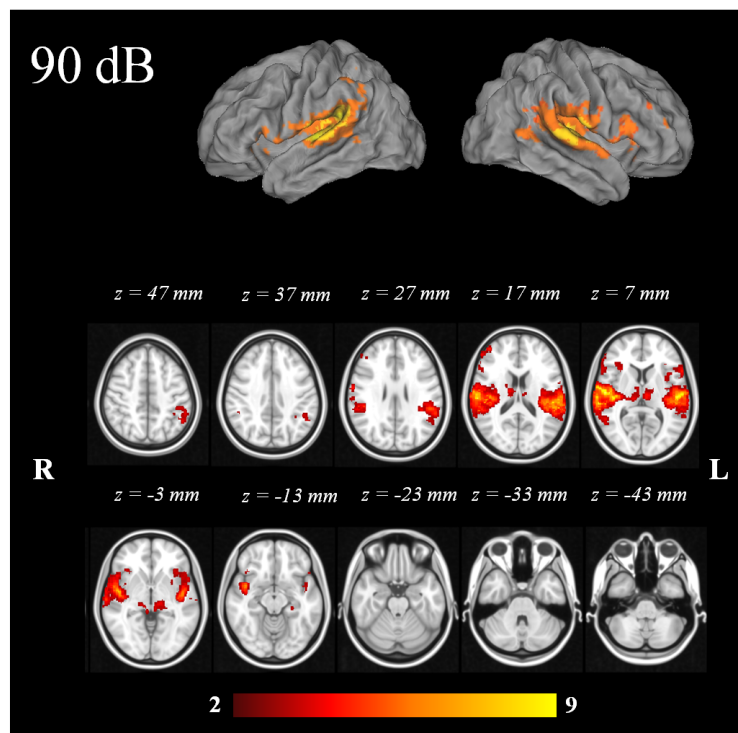 90 dB
z = 47 mm z = 37 mm z = 27 mm z = 17 mm z = 7 mm
R L
z = -3 mm z = -13 mm z = -23 mm z = -33 mm z = -43 mm
2 9